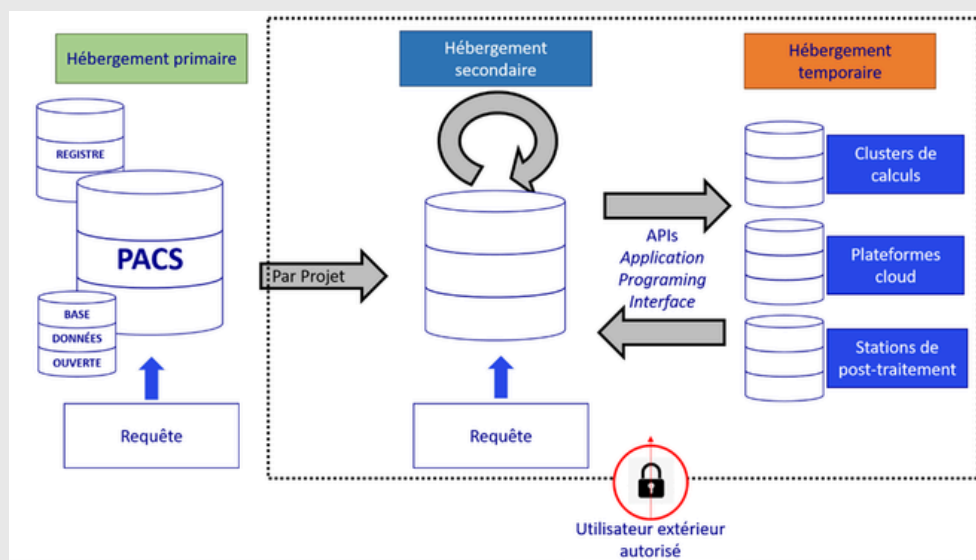 Hébergement primaire
REGISTRE
PACS
BASE
DONNÉES
OUVERTE
Requête
Par Projet
Hébergement
secondaire
Requête
APIs
Application
Programing
Interface
Hébergement
temporaire
Clusters de
calculs
Plateformes
cloud
Stations de
post-traitement
Utilisateur extérieur
autorisé